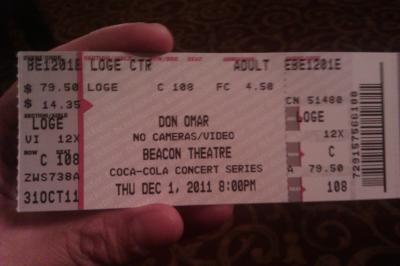 BE1201E LOGE CTR ADULT EBE1201E
$ 79.50 LOGE C 108 FC 4.50
$ 14.35 CN 51480
LOGE DON OMAR LOGE
VI 12X NO CAMERAS/VIDEO 12X
C 108 BEACON THEATRE C
ZWS738A COCA-COLA CONCERT SERIES A 79.50
31OCT11 THU DEC 1, 2011 8:00PM 108